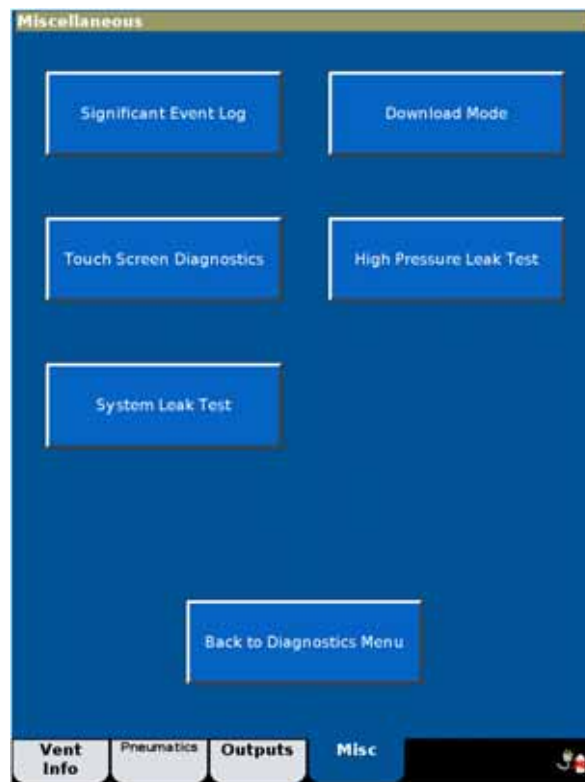 Miscellaneous
Significant Event Log
Download Mode
Touch Screen Diagnostics
High Pressure Leak Test
System Leak Test
Back to Diagnostics Menu
Vent
Info
Pneumatics
Outputs
Misc